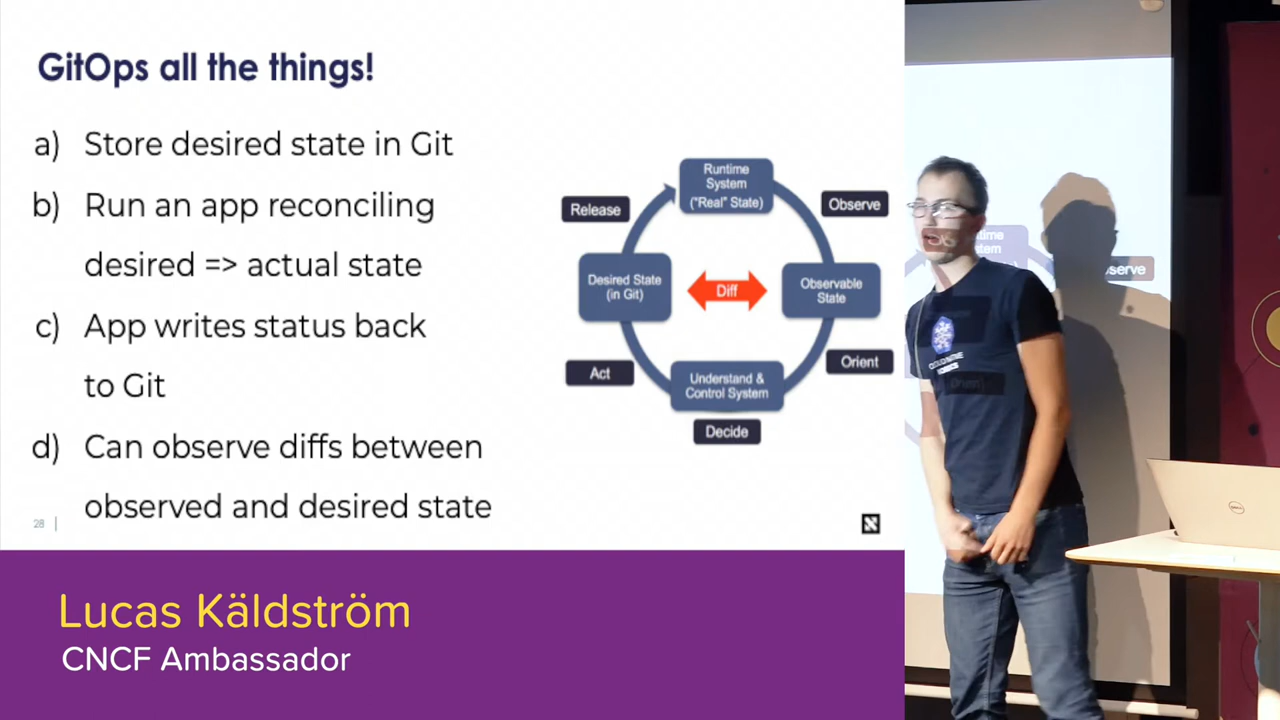 GitOps all the things!
a) Store desired state in Git
b) Run an app reconciling
desired => actual state
c) App writes status back
to Git
d) Can observe diffs between
observed and desired state
28
Runtime
System
("Real" State)
Release
Observe
Desired State
(in Git)
Diff
Observable
State
Act
Orient
Understand &
Control System
Decide
Lucas Käldström
CNCF Ambassador
DELL